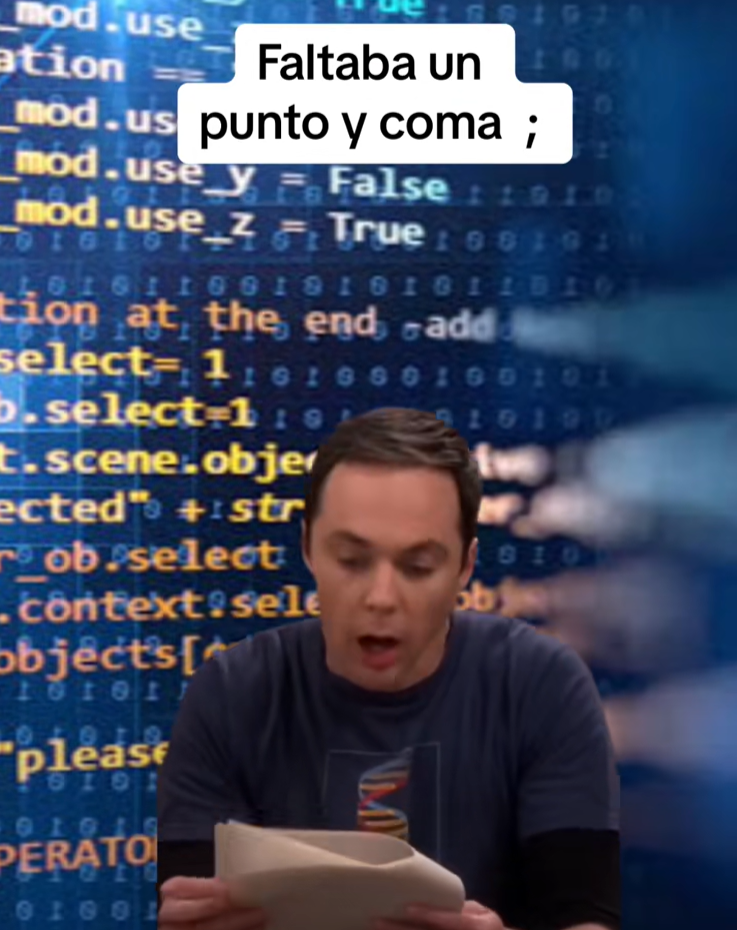 Faltaba un
punto y coma ;
_mod.use_
ation ==
_mod.us
_mod.use_y = False
_mod.use_z = True
tion at the end -add
select= 1
b.select=1
t.scene.obje
ected" + str
r_ob.select
.context.sele
objects[
"please
PERATO